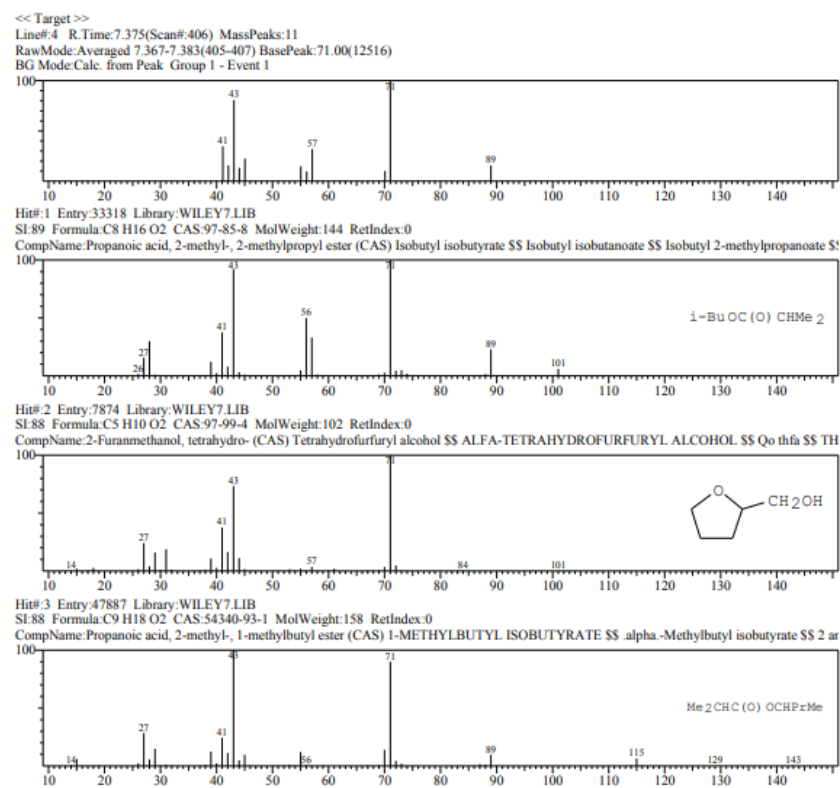 << Target >>
Line#:4 R.Time:7.375(Scan#:406) MassPeaks:11
RawMode:Averaged 7.367-7.383(405-407) BasePeak:71.00(12516)
BG Mode:Calc. from Peak Group 1 - Event 1
100
71
43
41
57
89
10 20 30 40 50 60 70 80 90 100 110 120 130 140
Hit#:1 Entry:33318 Library:WILEY7.LIB
SI:89 Formula:C8 H16 O2 CAS:97-85-8 MolWeight:144 RetIndex:0
CompName:Propanoic acid, 2-methyl-, 2-methylpropyl ester (CAS) Isobutyl isobutyrate $$ Isobutyl isobutanoate $$ Isobutyl 2-methylpropanoate $
100
43
71
56
i-BuOC(O)CHMe2
41
89
27
26
101
10 20 30 40 50 60 70 80 90 100 110 120 130 140
Hit#:2 Entry:7874 Library:WILEY7.LIB
SI:88 Formula:C5 H10 O2 CAS:97-99-4 MolWeight:102 RetIndex:0
CompName:2-Furanmethanol, tetrahydro- (CAS) Tetrahydrofurfuryl alcohol $$ ALFA-TETRAHYDROFURFURYL ALCOHOL $$ Qo thfa $$ TH
100
71
43
O
CH2OH
41
27
14
57
84
101
10 20 30 40 50 60 70 80 90 100 110 120 130 140
Hit#:3 Entry:47887 Library:WILEY7.LIB
SI:88 Formula:C9 H18 O2 CAS:54340-93-1 MolWeight:158 RetIndex:0
CompName:Propanoic acid, 2-methyl-, 1-methylbutyl ester (CAS) 1-METHYLBUTYL ISOBUTYRATE $$ .alpha.-Methylbutyl isobutyrate $$ 2 
100
43
71
Me2CHC(O)OCHPrMe
27
41
89
14
56
115
129
143
10 20 30 40 50 60 70 80 90 100 110 120 130 140